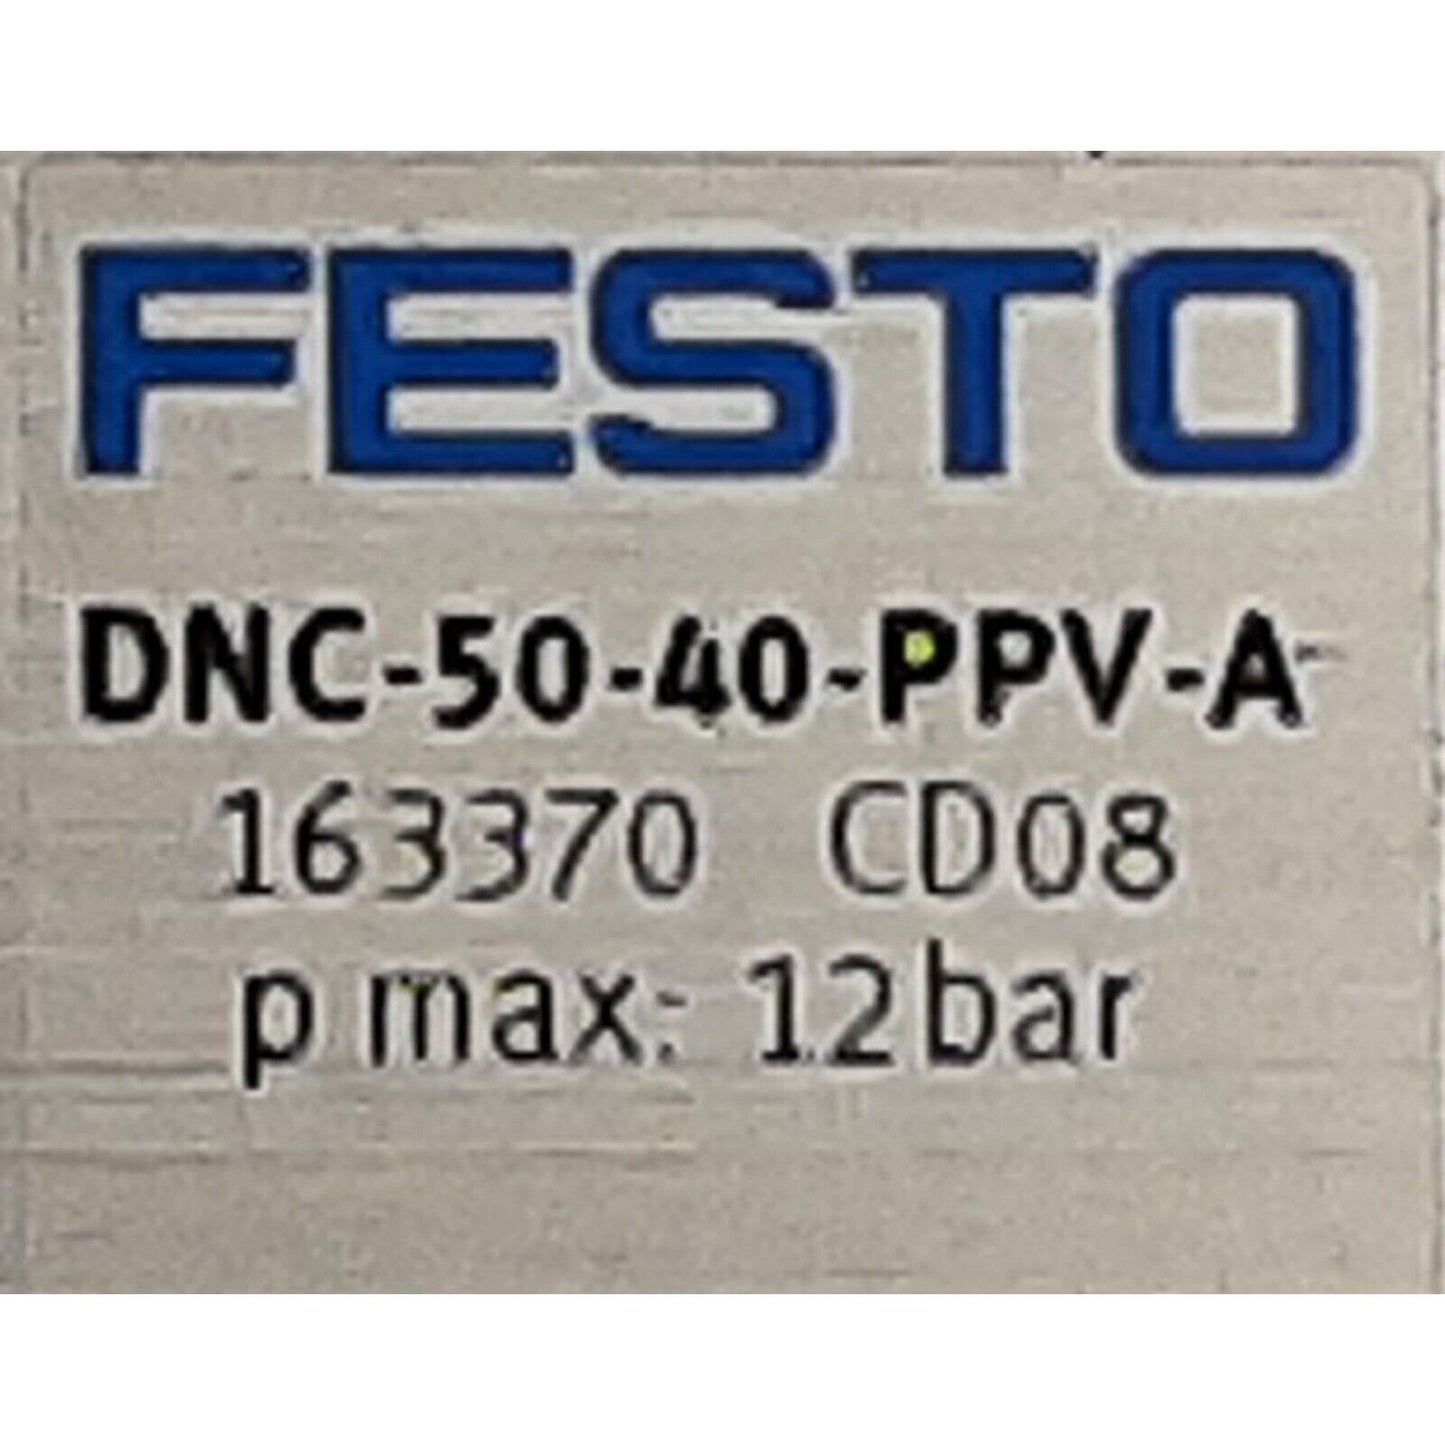 FESTO
DNC-50-40-PPV-A
163370 CD08
p max: 12bar